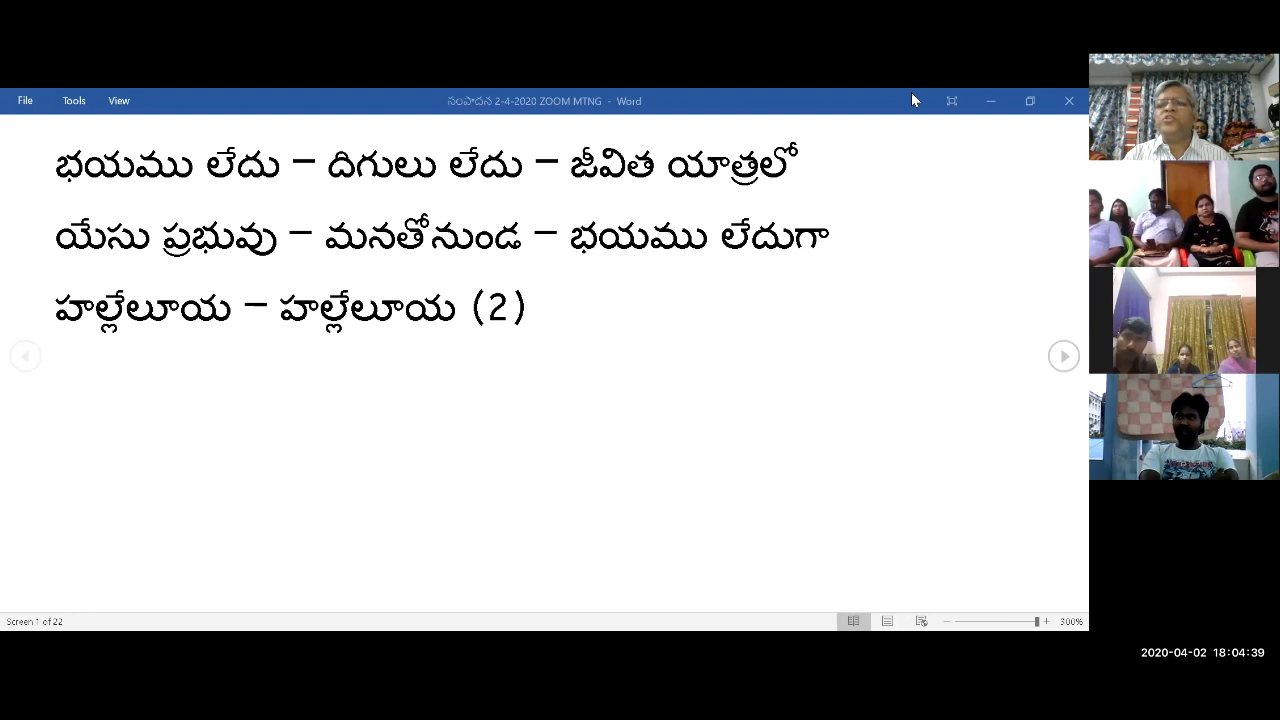 File Tools View సంపాదన 2-4-2020 ZOOM MTNG - Word
భయము లేదు – దిగులు లేదు – జీవిత యాత్రలో
యేసు ప్రభువు – మనతోనుండ – భయము లేదుగా
హల్లేలూయ – హల్లేలూయ (2)
Screen 1 of 22 300%
2020-04-02 18:04:39